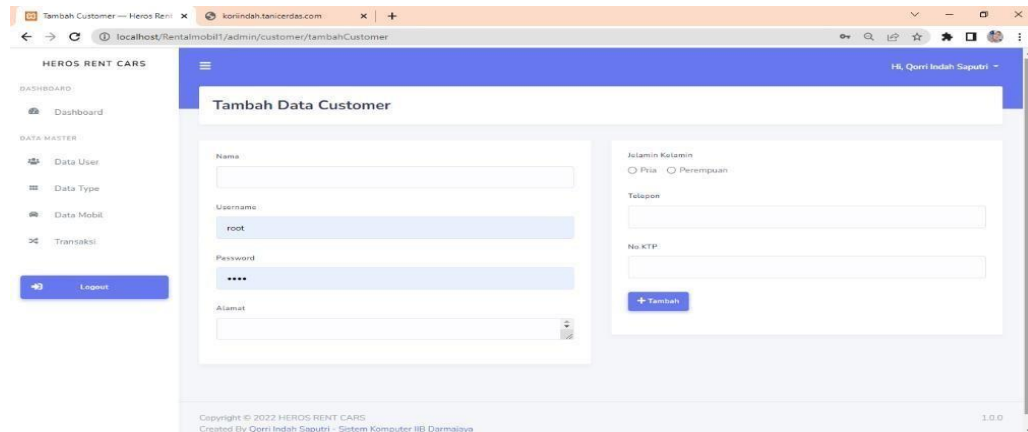 Tambah Customer — Heros Ren
koriindah.tanicerdas.com
localhost/Rentalmobil1/admin/customer/tambahCustomer
HEROS RENT CARS
Hi, Qorri Indah Saputri
DASHBOARD
Dashboard
DATA MASTER
Data User
Data Type
Data Mobil
Transaksi
Logout
Tambah Data Customer
Nama
Username
root
Password
••••
Alamat
Jelamin Kelamin
Pria Perempuan
Telepon
No KTP
+ Tambah
Copyright © 2022 HEROS RENT CARS
1.0.0
Created By Qorri Indah Saputri - Sistem Komputer IIB Darmajaya